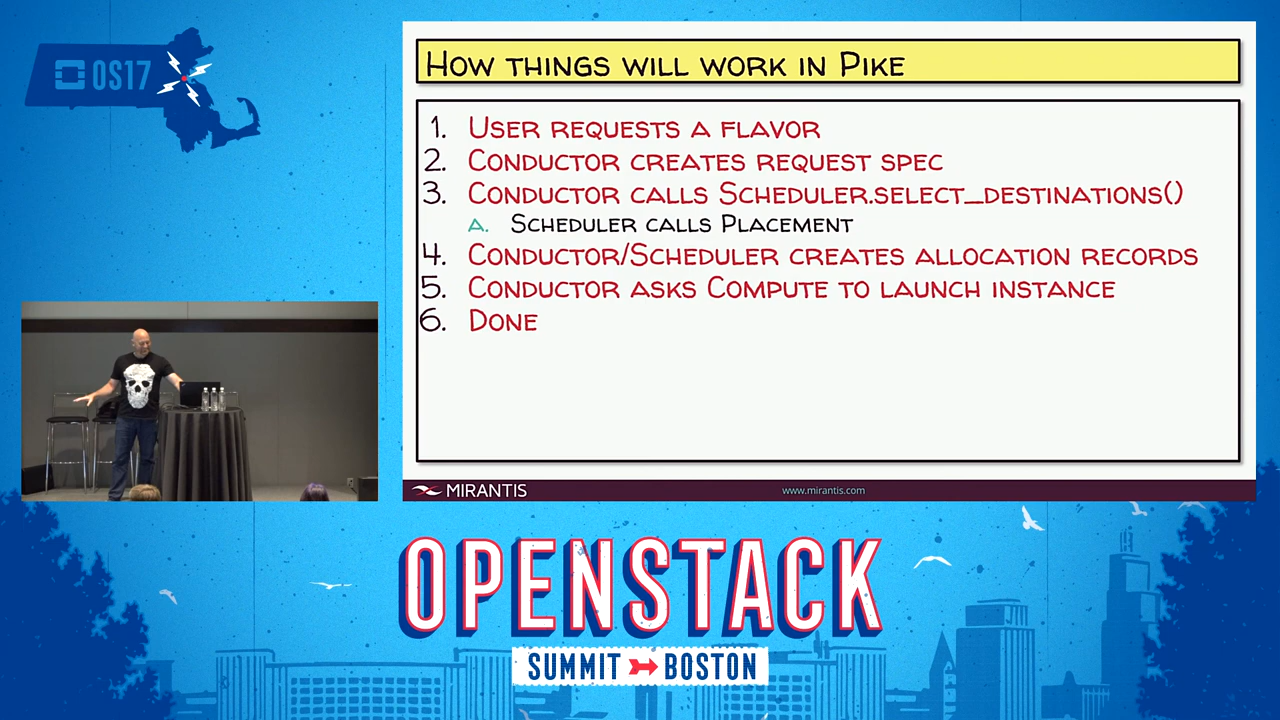 OS17
How things will work in Pike
1. User requests a flavor
2. Conductor creates request spec
3. Conductor calls Scheduler.select_destinations()
a. Scheduler calls Placement
4. Conductor/Scheduler creates allocation records
5. Conductor asks Compute to launch instance
6. Done
MIRANTIS
www.mirantis.com
OPENSTACK
SUMMIT BOSTON